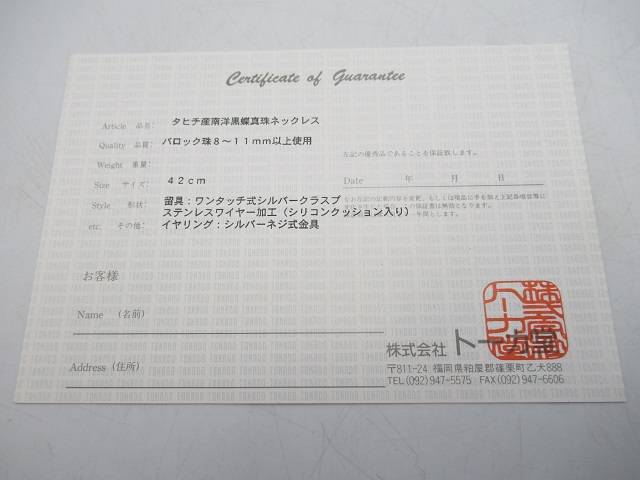 Certificate of Guarantee
Article 品名： タヒチ産南洋黒蝶真珠ネックレス
Quality 品質： バロック珠８～１１mm以上使用
左記の優秀品であることを保証致します。
Weight 重量：
Date 年 月 日
Size サイズ： ４２cm
Style 形状： 留具：ワンタッチ式シルバークラスプ
ステンレスワイヤー加工（シリコンクッション入り）
etc. その他： イヤリング：シルバーネジ式金具
お客様
Name （名前）
株式会社 トーカ堂
Address （住所）
〒811-24 福岡県粕屋郡篠栗町乙犬888
TEL(092)947-5575 FAX(092)947-6606